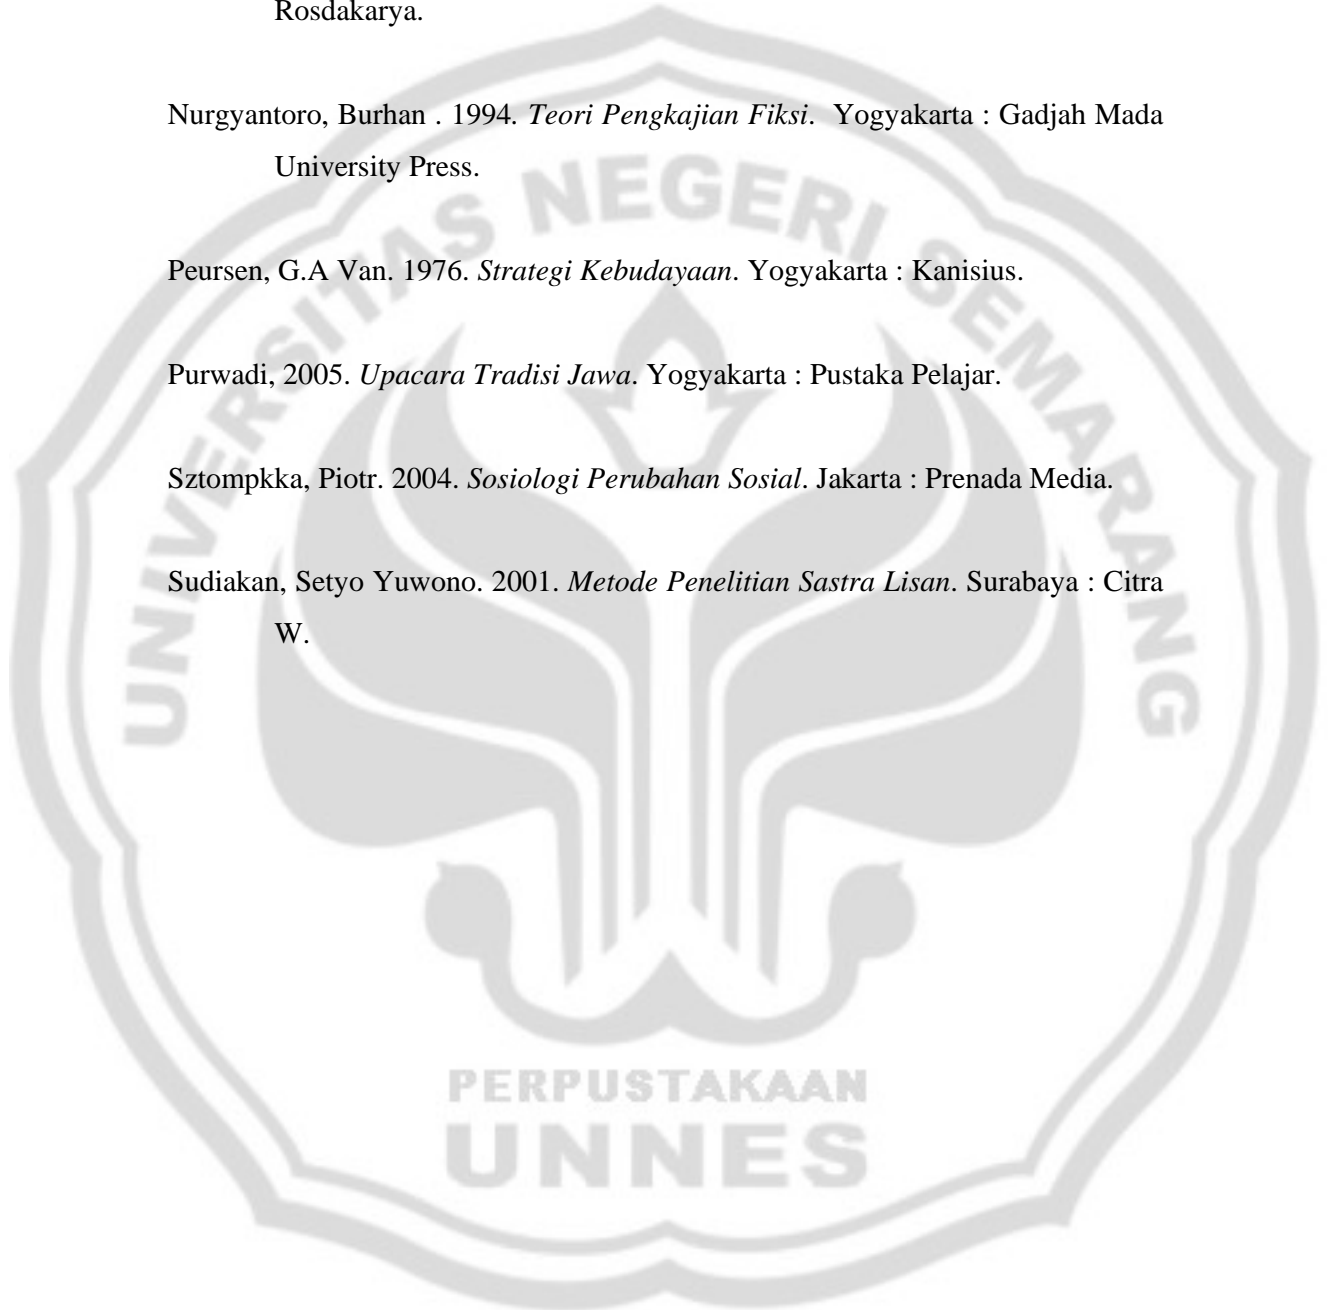 Rosdakarya.
Nurgyantoro, Burhan . 1994. Teori Pengkajian Fiksi. Yogyakarta : Gadjah Mada
University Press.
Peursen, G.A Van. 1976. Strategi Kebudayaan. Yogyakarta : Kanisius.
Purwadi, 2005. Upacara Tradisi Jawa. Yogyakarta : Pustaka Pelajar.
Sztompkka, Piotr. 2004. Sosiologi Perubahan Sosial. Jakarta : Prenada Media.
Sudiakan, Setyo Yuwono. 2001. Metode Penelitian Sastra Lisan. Surabaya : Citra
W.
UNIVERSITAS NEGERI SEMARANG
PERPUSTAKAAN
UNNES